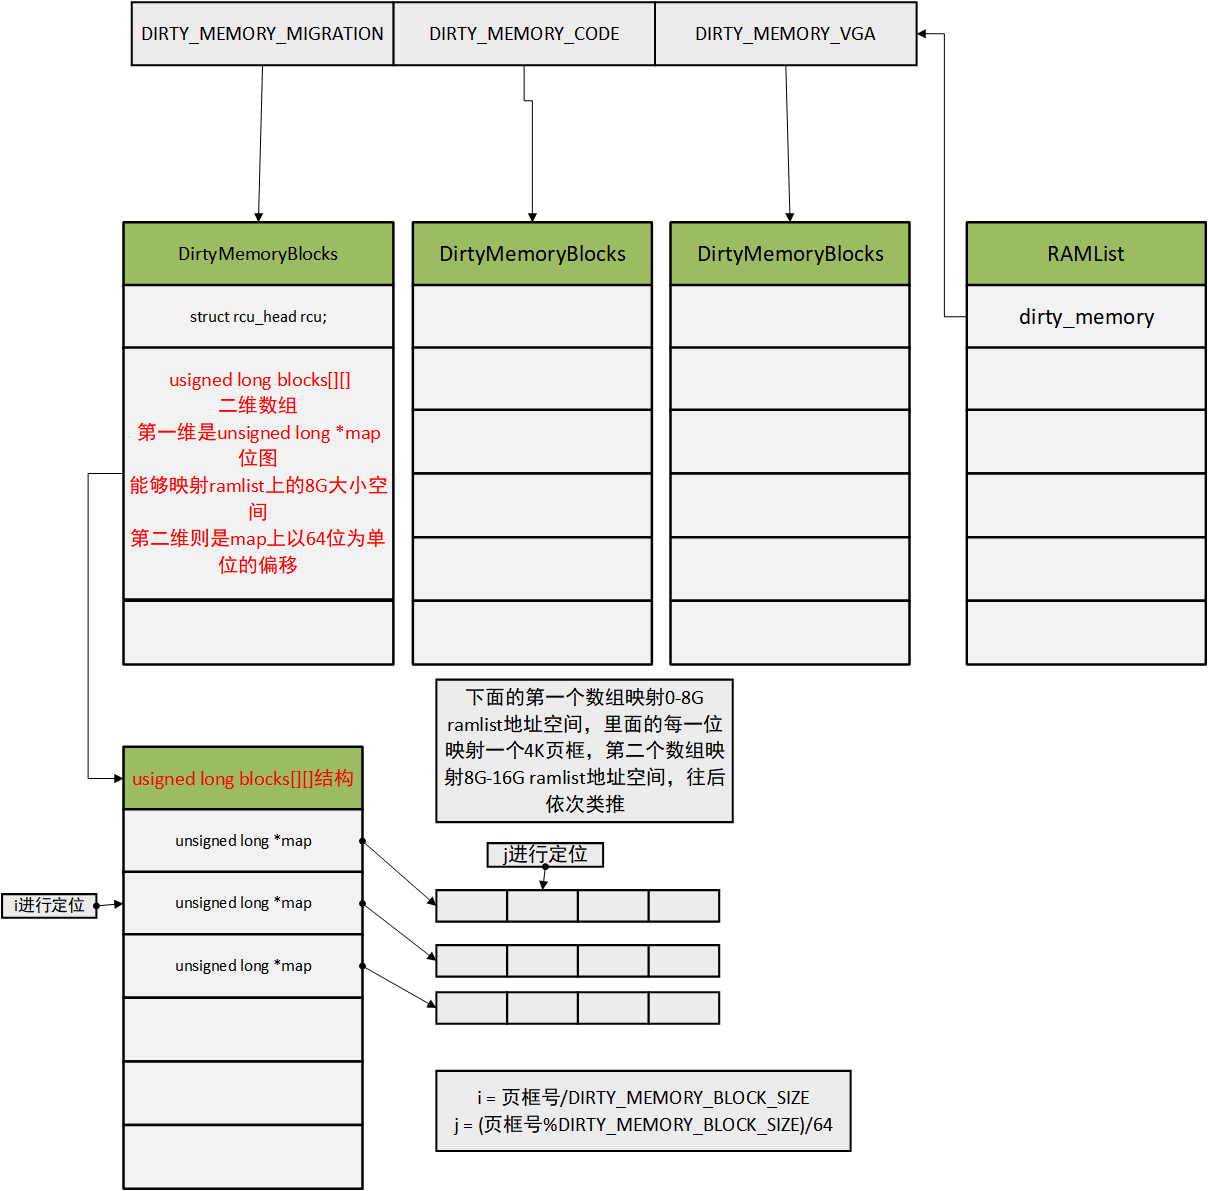 DIRTY_MEMORY_MIGRATION
DIRTY_MEMORY_CODE
DIRTY_MEMORY_VGA
DirtyMemoryBlocks
DirtyMemoryBlocks
DirtyMemoryBlocks
RAMList
struct rcu_head rcu;
dirty_memory
usigned long blocks[][]
二维数组
第一维是unsigned long *map
位图
能够映射ramlist上的8G大小空
间
第二维则是map上以64位为单
位的偏移
下面的第一个数组映射0-8G
ramlist地址空间，里面的每一位
映射一个4K页框，第二个数组映
射8G-16G ramlist地址空间，往后
依次类推
usigned long blocks[][]结构
unsigned long *map
j进行定位
i进行定位
unsigned long *map
unsigned long *map
i = 页框号/DIRTY_MEMORY_BLOCK_SIZE
j = (页框号%DIRTY_MEMORY_BLOCK_SIZE)/64